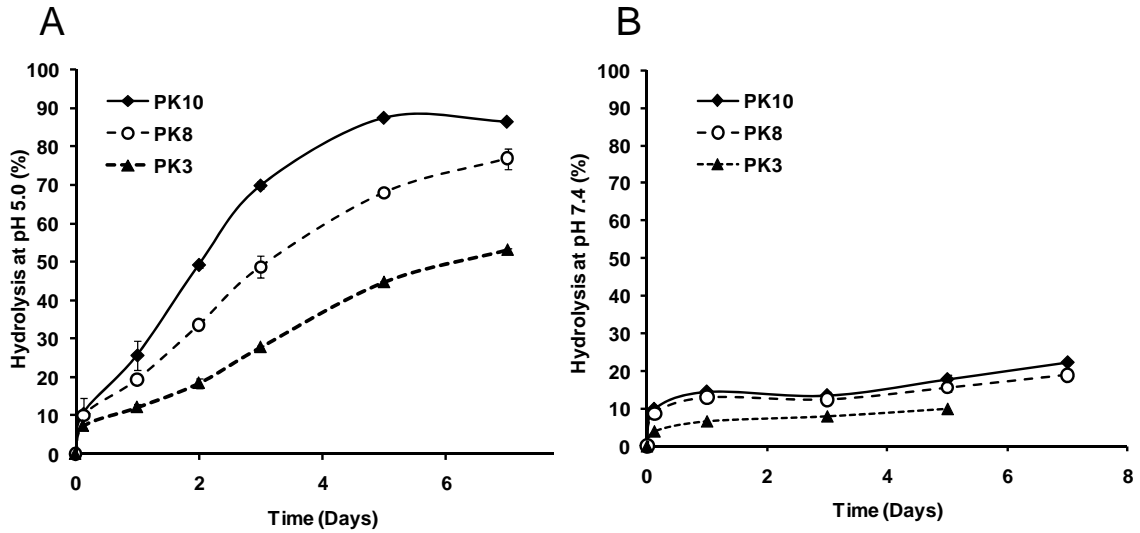 A
100
90
80
70
60
50
40
30
20
10
0
Hydrolysis at pH 5.0 (%)
PK10
PK8
PK3
0 2 4 6
Time (Days)
B
100
90
80
70
60
50
40
30
20
10
0
Hydrolysis at pH 7.4 (%)
PK10
PK8
PK3
0 2 4 6 8
Time (Days)